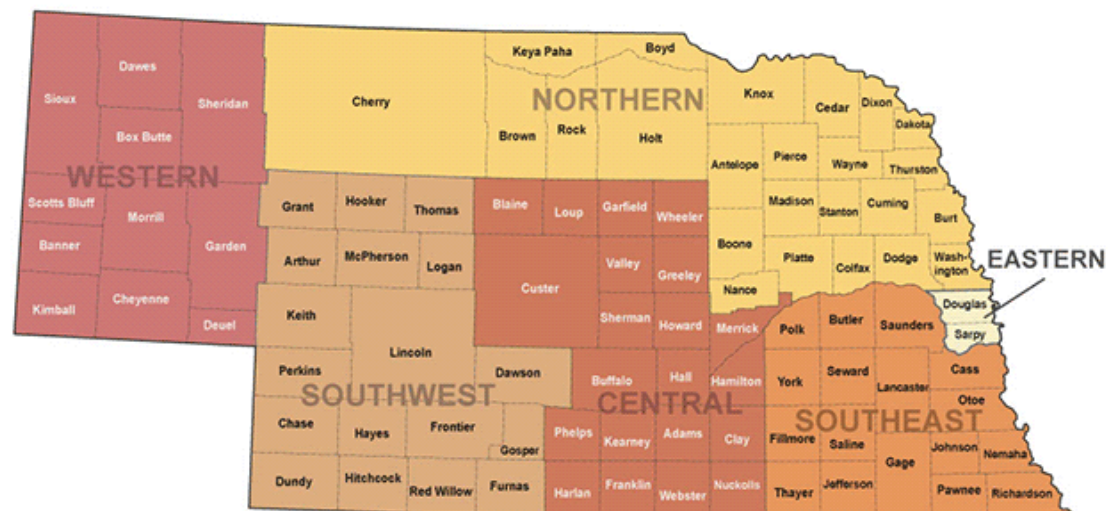 Keya Paha
Boyd
Dawes
Sioux
Sheridan
Cherry
NORTHERN
Knox
Cedar
Dixon
Dakota
Box Butte
Brown
Rock
Holt
Antelope
Pierce
Wayne
Thurston
WESTERN
Scotts Bluff
Morrill
Grant
Hooker
Thomas
Blaine
Loup
Garfield
Wheeler
Madison
Stanton
Cuming
Burt
Banner
Garden
Arthur
McPherson
Logan
Custer
Valley
Greeley
Boone
Platte
Colfax
Dodge
Wash-
ington
EASTERN
Kimball
Cheyenne
Deuel
Keith
Lincoln
Sherman
Howard
Nance
Merrick
Polk
Butler
Saunders
Douglas
Sarpy
Perkins
Dawson
Buffalo
Hall
Hamilton
York
Seward
Lancaster
Cass
Otoe
SOUTHWEST
CENTRAL
SOUTHEAST
Chase
Hayes
Frontier
Gosper
Phelps
Kearney
Adams
Clay
Fillmore
Saline
Gage
Johnson
Nemaha
Dundy
Hitchcock
Red Willow
Furnas
Harlan
Franklin
Webster
Nuckolls
Thayer
Jefferson
Pawnee
Richardson